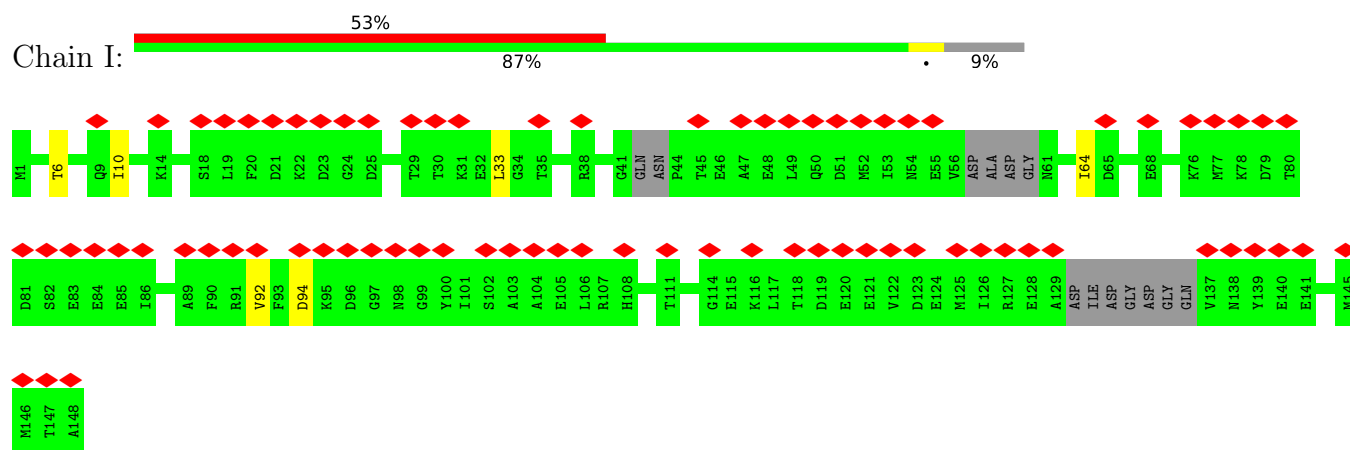 53%
Chain I:
87% • 9%
M1 T6 Q9 I10 K14 S18 L19 F20 D21 K22 D23 G24 D25 T29 T30 K31 E32 L33 G34 T35 R38 G41 GLN ASN P44 T45 E46 A47 E48 L49 Q50 D51 M52 I53 N54 E55 V56 ASP ALA ASP GLY N61 I64 D65 E68 K76 M77 K78 D79 T80
D81 S82 E83 E84 E85 I86 A89 F90 R91 V92 F93 D94 K95 D96 G97 N98 G99 Y100 I101 S102 A103 A104 E105 L106 R107 H108 T111 G114 E115 K116 L117 T118 D119 E120 E121 V122 D123 E124 M125 I126 R127 E128 A129 ASP ILE ASP GLY ASP GLY GLN V137 N138 Y139 E140 E141 M145
M146 T147 A148